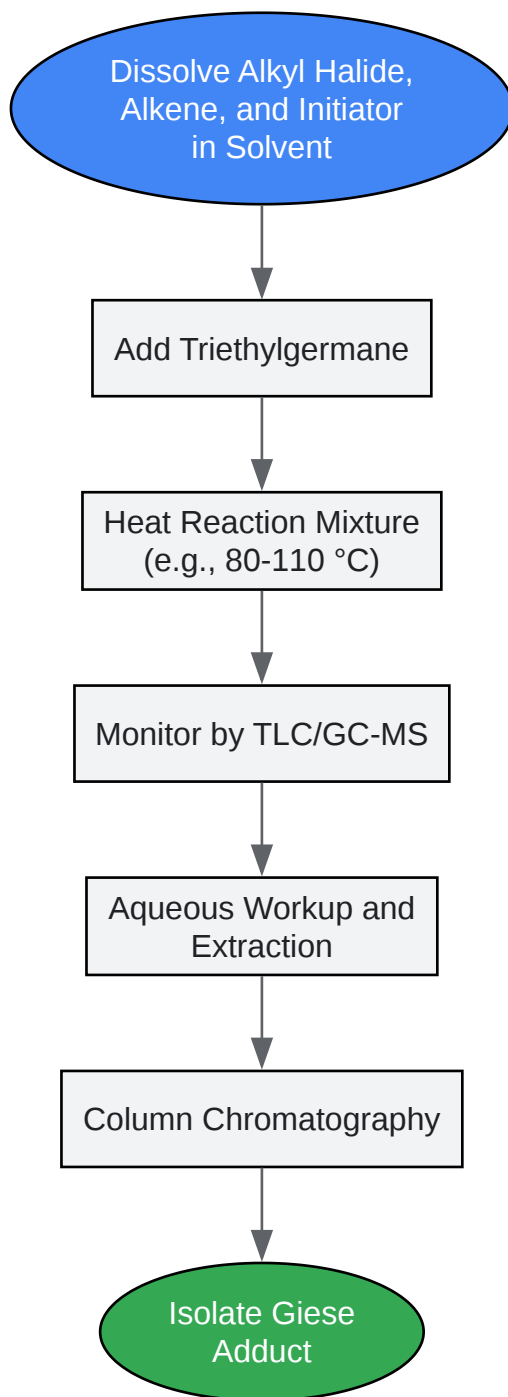 Dissolve Alkyl Halide,
Alkene, and Initiator
in Solvent
Add Triethylgermane
Heat Reaction Mixture
(e.g., 80-110 °C)
Monitor by TLC/GC-MS
Aqueous Workup and
Extraction
Column Chromatography
Isolate Giese
Adduct